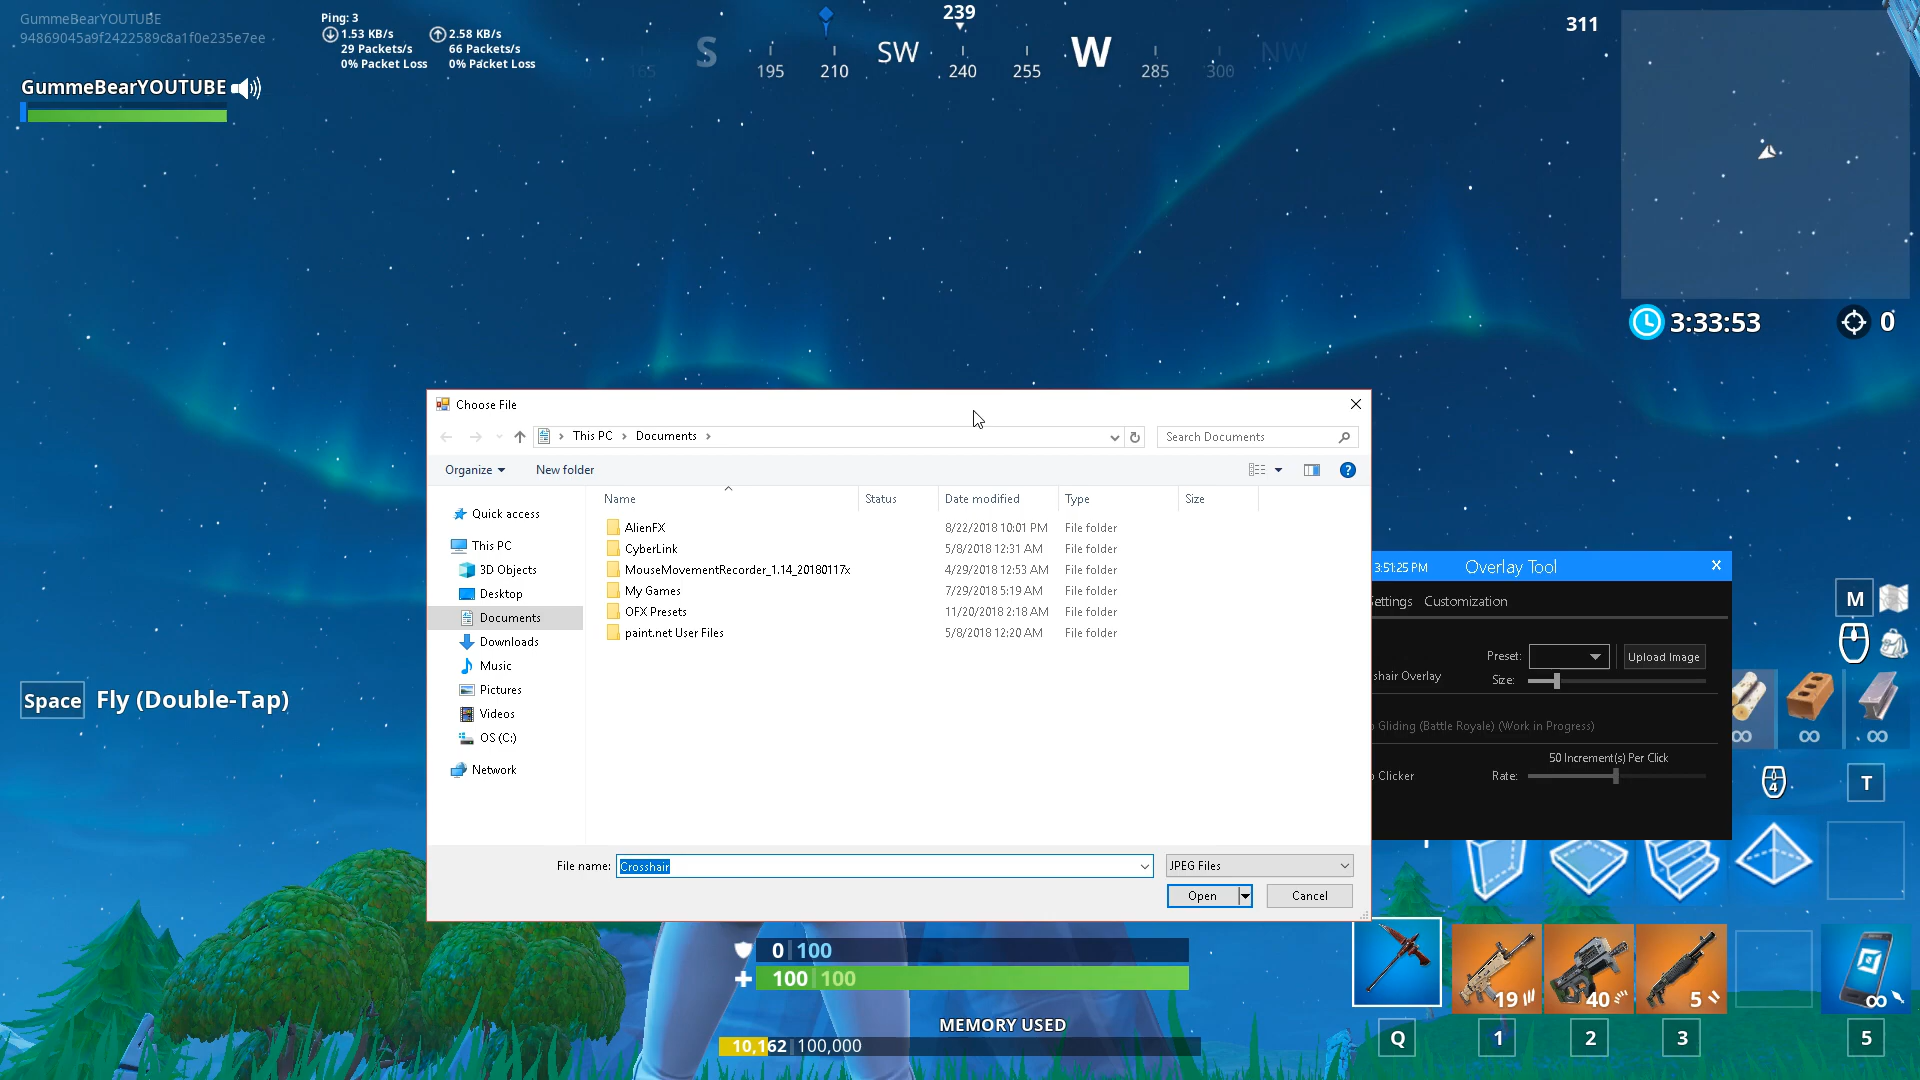 GummeBearYOUTUBE
94869045a9f2422589c8a1f0e235e7ee
Ping: 3
1.53 KB/s 2.58 KB/s
29 Packets/s 66 Packets/s
0% Packet Loss 0% Packet Loss
239
165 S 195 210 SW 240 255 W 285 300 NW
311
GummeBearYOUTUBE
3:33:53 0
Choose File
This PC Documents
Search Documents
Organize New folder
Name Status Date modified Type Size
Quick access
This PC
3D Objects
Desktop
Documents
Downloads
Music
Pictures
Videos
OS (C:)
Network
AlienFX 8/22/2018 10:01 PM File folder
CyberLink 5/8/2018 12:31 AM File folder
MouseMovementRecorder_1.14_20180117x 4/29/2018 12:53 AM File folder
My Games 7/29/2018 5:19 AM File folder
OFX Presets 11/20/2018 2:18 AM File folder
paint.net User Files 5/8/2018 12:20 AM File folder
File name: Crosshair JPEG Files
Open Cancel
3:51:25 PM Overlay Tool X
ettings Customization
Preset: Upload Image
shair Overlay Size:
Gliding (Battle Royale) (Work in Progress)
50 Increment(s) Per Click
Clicker Rate:
M
∞ ∞ ∞
4 T
Space Fly (Double-Tap)
0 | 100
100 | 100
MEMORY USED
10,162 | 100,000
19 40 5 ∞
Q 1 2 3 5